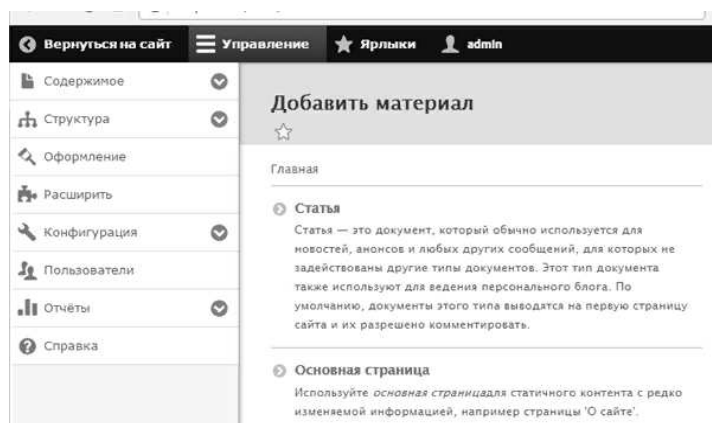 Вернуться на сайт Управление Ярлыки admin
Содержимое
Структура
Оформление
Расширить
Конфигурация
Пользователи
Отчёты
Справка
Добавить материал
Главная
Статья
Статья — это документ, который обычно используется для
новостей, анонсов и любых других сообщений, для которых не
задействованы другие типы документов. Этот тип документа
также используют для ведения персонального блога. По
умолчанию, документы этого типа выводятся на первую страницу
сайта и их разрешено комментировать.
Основная страница
Используйте основная страницадля статичного контента с редко
изменяемой информацией, например страницы 'О сайте'.